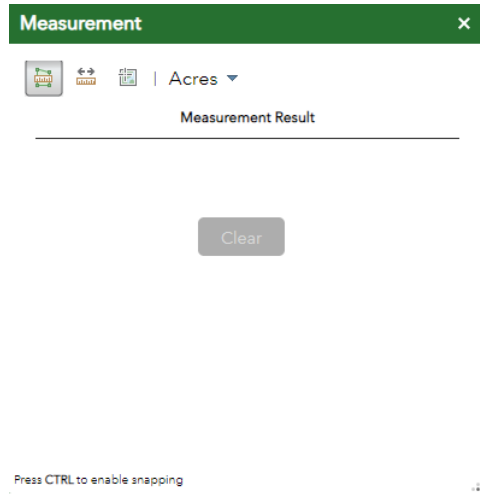 Measurement ×
| Acres
Measurement Result
Clear
Press CTRL to enable snapping